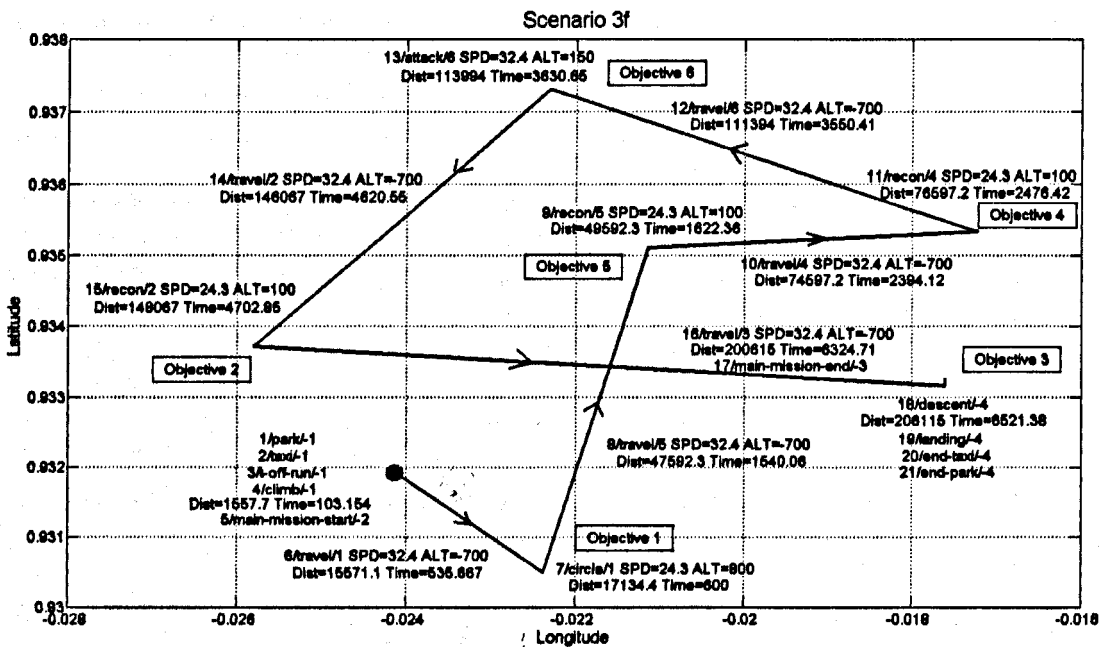 Scenario 3f
0.938
13/attack/6 SPD=32.4 ALT=150
Dist=113994 Time=3630.65
Objective 6
0.937
12/travel/6 SPD=32.4 ALT=-700
Dist=111394 Time=3550.41
14/travel/2 SPD=32.4 ALT=-700
Dist=146067 Time=4620.55
0.936
11/recon/4 SPD=24.3 ALT=100
Dist=76597.2 Time=2476.42
Objective 4
9/recon/5 SPD=24.3 ALT=100
Dist=49592.3 Time=1622.36
0.935
Objective 5
10/travel/4 SPD=32.4 ALT=-700
Dist=74597.2 Time=2394.12
15/recon/2 SPD=24.3 ALT=100
Dist=148067 Time=4702.85
0.934
Latitude
16/travel/3 SPD=32.4 ALT=-700
Dist=200615 Time=6324.71
17/main-mission-end/-3
Objective 3
Objective 2
0.933
18/descent/-4
Dist=206115 Time=6521.38
19/landing/-4
20/end-taxi/-4
21/end-park/-4
1/park/-1
2/taxi/-1
3/t-off-run/-1
4/climb/-1
Dist=1557.7 Time=103.154
5/main-mission-start/-2
0.932
8/travel/5 SPD=32.4 ALT=-700
Dist=47592.3 Time=1540.06
0.931
Objective 1
6/travel/1 SPD=32.4 ALT=-700
Dist=15571.1 Time=535.667
7/circle/1 SPD=24.3 ALT=800
Dist=17134.4 Time=600
0.93
-0.028 -0.026 -0.024 -0.022 -0.02 -0.018 -0.016
Longitude